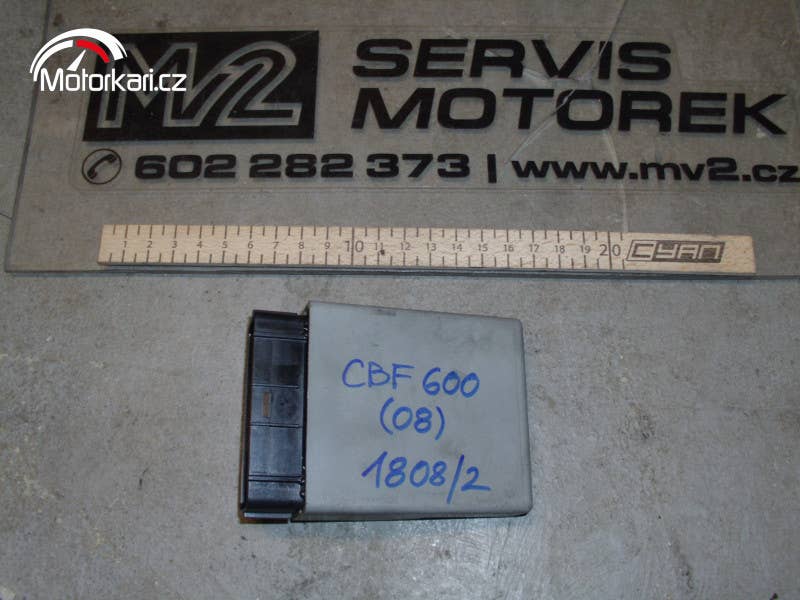 Motorkari.cz
MV2
SERVIS
MOTOREK
602 282 373 | www.mv2.cz
1 2 3 4 5 6 7 8 9 10 11 12 13 14 15 16 17 18 19 20 CYAN
CBF 600
(08)
1808/2